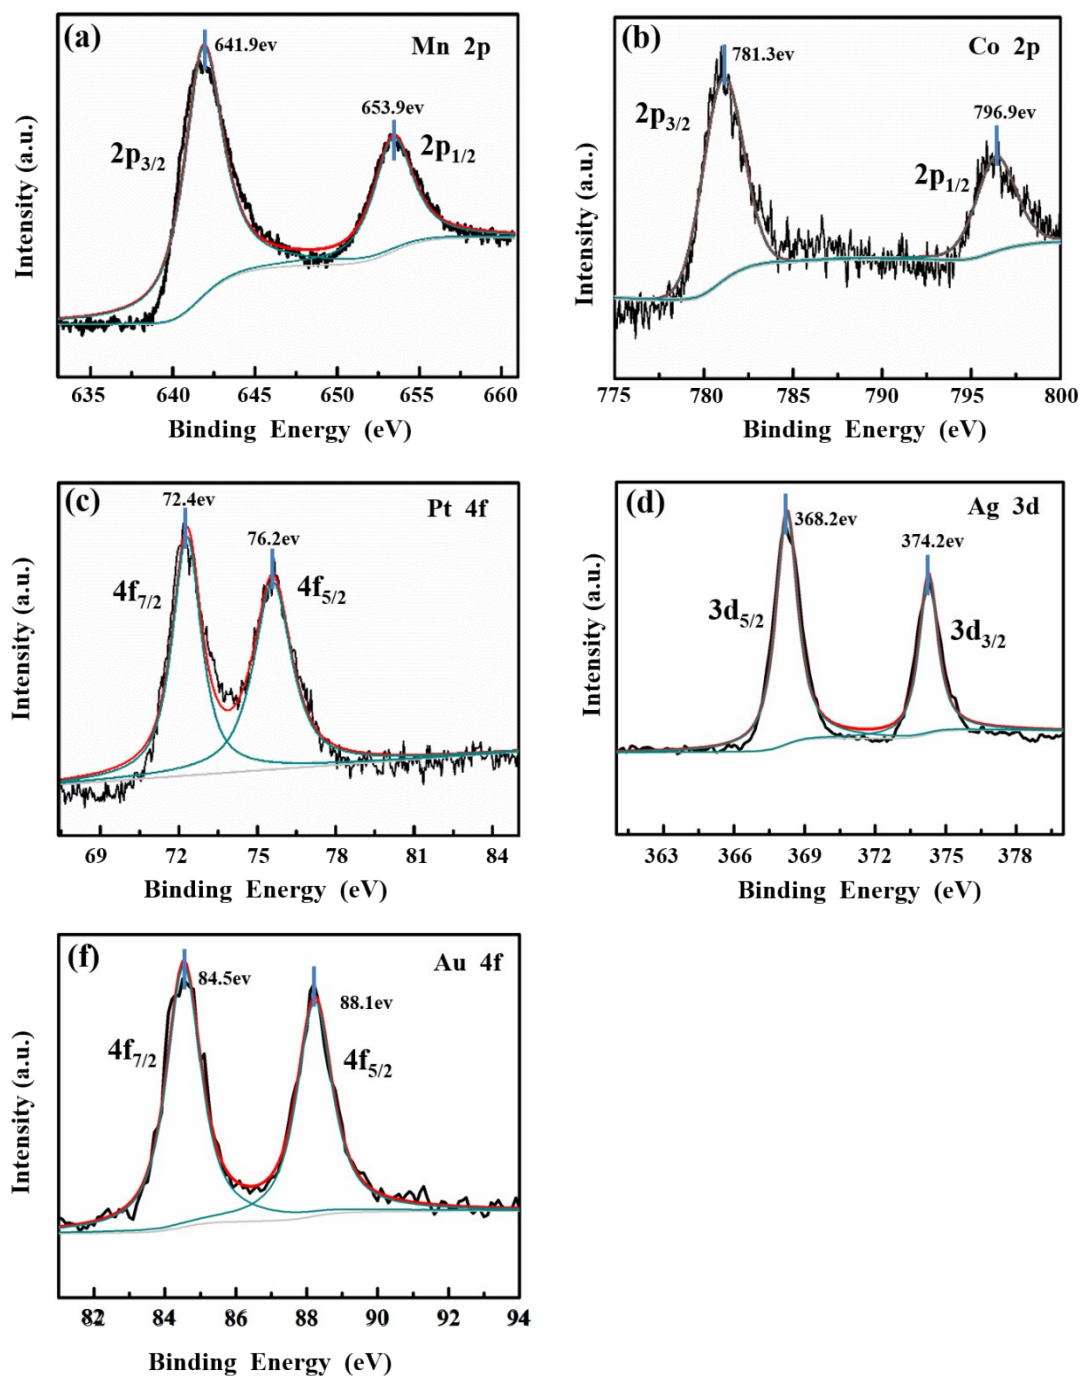 (a)
Mn 2p
641.9ev
653.9ev
2p3/2
2p1/2
Intensity (a.u.)
635 640 645 650 655 660
Binding Energy (eV)
(b)
Co 2p
781.3ev
796.9ev
2p3/2
2p1/2
Intensity (a.u.)
775 780 785 790 795 800
Binding Energy (eV)
(c)
Pt 4f
72.4ev
76.2ev
4f7/2
4f5/2
Intensity (a.u.)
69 72 75 78 81 84
Binding Energy (eV)
(d)
Ag 3d
368.2ev
374.2ev
3d5/2
3d3/2
Intensity (a.u.)
363 366 369 372 375 378
Binding Energy (eV)
(f)
Au 4f
84.5ev
88.1ev
4f7/2
4f5/2
Intensity (a.u.)
82 84 86 88 90 92 94
Binding Energy (eV)